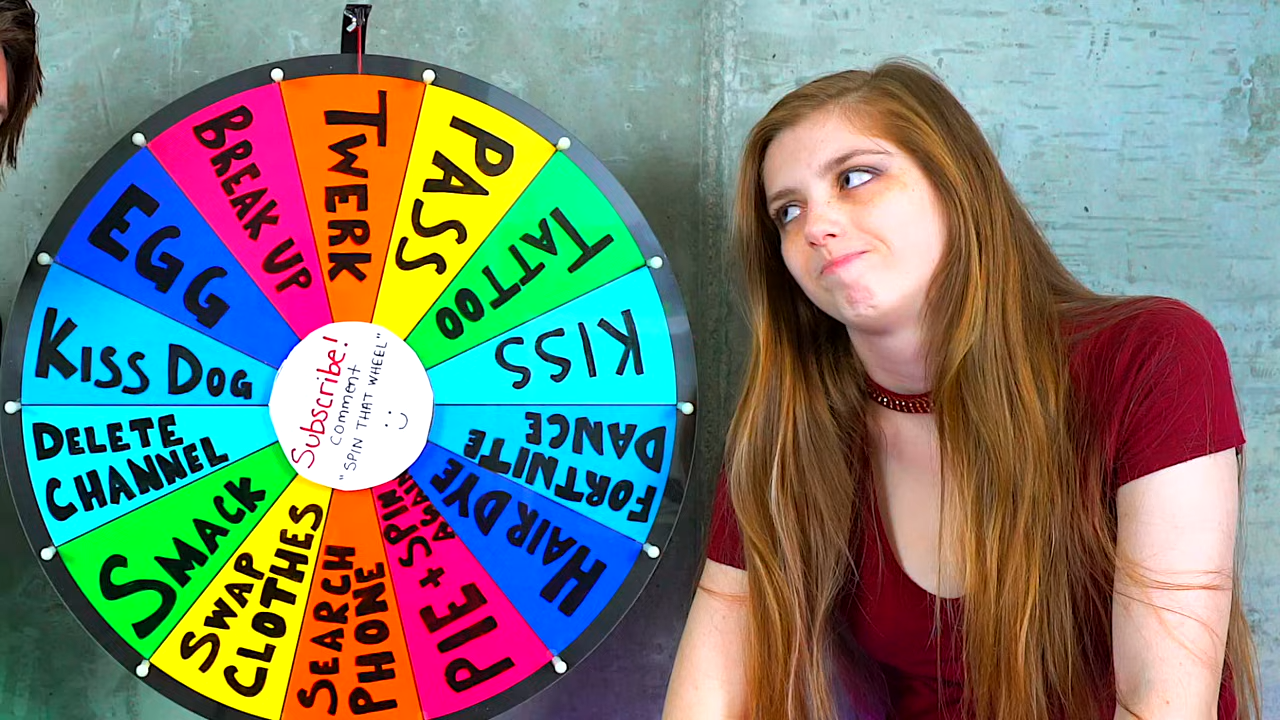 TWERK
PASS
TATTOO
KISS
FORTNITE
DANCE
HAIR DYE
PIE + SPIN
AGAIN
SEARCH
PHONE
SWAP
CLOTHES
SMACK
DELETE
CHANNEL
KISS DOG
EGG
BREAK UP
Subscribe!
comment
"SPIN THAT WHEEL"